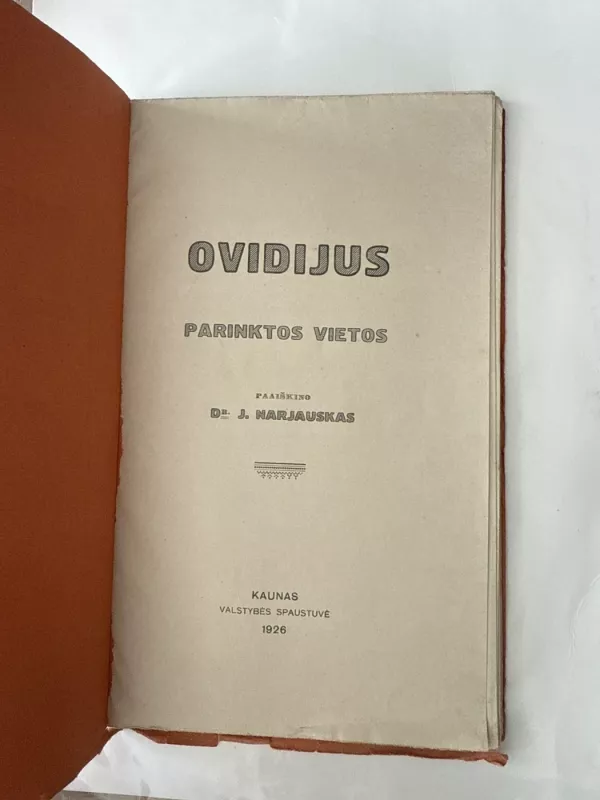 OVIDIJUS
PARINKTOS VIETOS
PAAIŠKINO
DR. J. NARJAUSKAS
KAUNAS
VALSTYBĖS SPAUSTUVĖ
1926